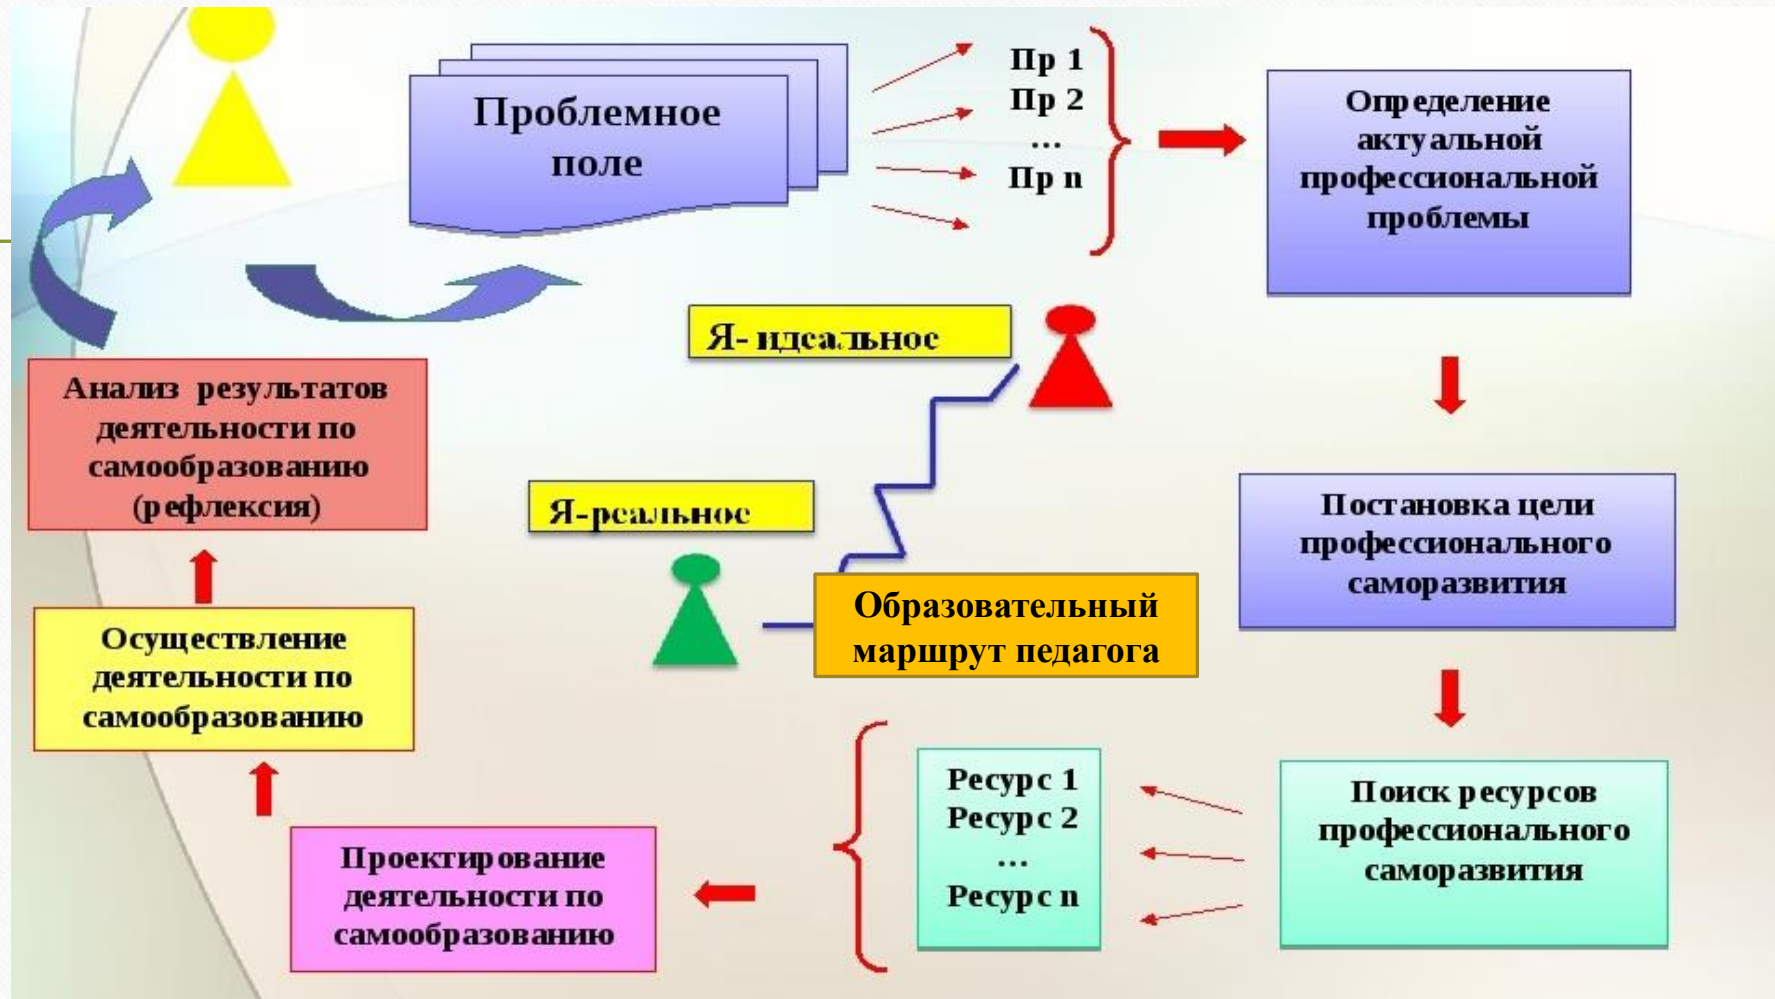 Проблемное
поле
Пр 1
Пр 2
...
Пр n
Определение
актуальной
профессиональной
проблемы
Я- идеальное
Анализ результатов
деятельности по
самообразованию
(рефлексия)
Я-реальное
Постановка цели
профессионального
саморазвития
Образовательный
маршрут педагога
Осуществление
деятельности по
самообразованию
Ресурс 1
Ресурс 2
...
Ресурс n
Поиск ресурсов
профессионального
саморазвития
Проектирование
деятельности по
самообразованию